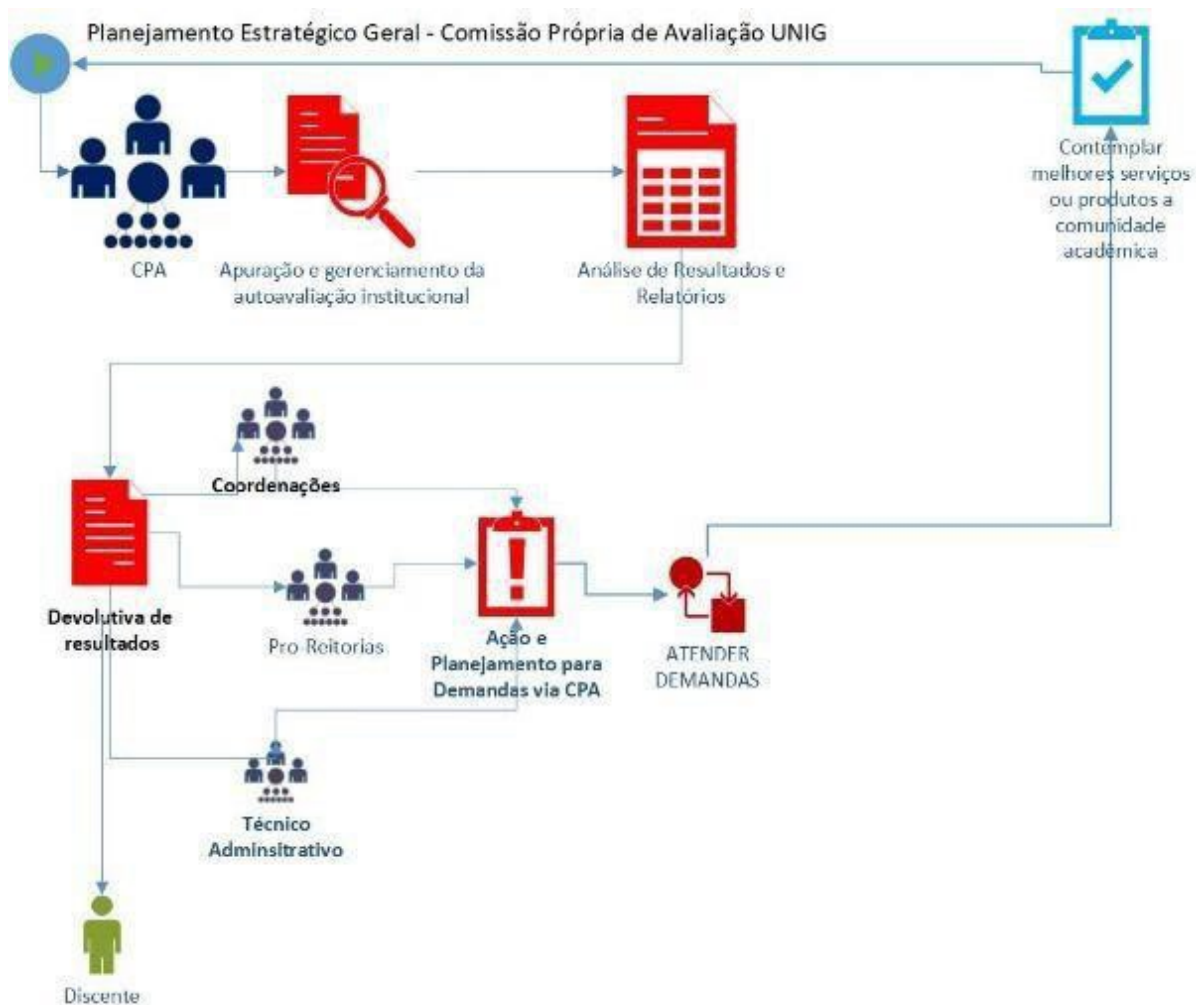 Planejamento Estratégico Geral - Comissão Própria de Avaliação UNIG
Contemplar
melhores serviços
ou produtos a
comunidade
acadêmica
CPA
Apuração e gerenciamento da
autoavaliação institucional
Análise de Resultados e
Relatórios
Coordenações
Devolutiva de
resultados
Pro-Reitorias
Ação e
Planejamento para
Demandas via CPA
ATENDER
DEMANDAS
Técnico
Adminsitrativo
Discente